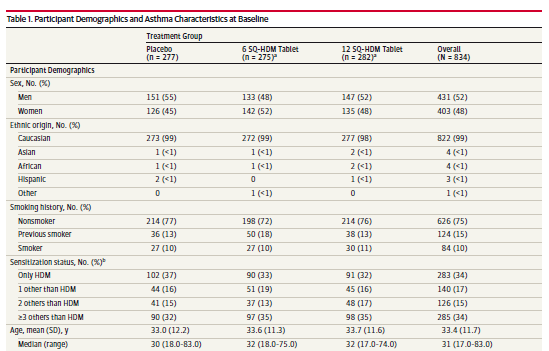 Table 1. Participant Demographics and Asthma Characteristics at Baseline
Treatment Group
Placebo (n = 277) 6 SQ-HDM Tablet (n = 275)a 12 SQ-HDM Tablet (n = 282)a Overall (N = 834)
Participant Demographics
Sex, No. (%)
Men 151 (55) 133 (48) 147 (52) 431 (52)
Women 126 (45) 142 (52) 135 (48) 403 (48)
Ethnic origin, No. (%)
Caucasian 273 (99) 272 (99) 277 (98) 822 (99)
Asian 1 (<1) 1 (<1) 2 (<1) 4 (<1)
African 1 (<1) 1 (<1) 2 (<1) 4 (<1)
Hispanic 2 (<1) 0 1 (<1) 3 (<1)
Other 0 1 (<1) 0 1 (<1)
Smoking history, No. (%)
Nonsmoker 214 (77) 198 (72) 214 (76) 626 (75)
Previous smoker 36 (13) 50 (18) 38 (13) 124 (15)
Smoker 27 (10) 27 (10) 30 (11) 84 (10)
Sensitization status, No. (%)b
Only HDM 102 (37) 90 (33) 91 (32) 283 (34)
1 other than HDM 44 (16) 51 (19) 45 (16) 140 (17)
2 others than HDM 41 (15) 37 (13) 48 (17) 126 (15)
≥3 others than HDM 90 (32) 97 (35) 98 (35) 285 (34)
Age, mean (SD), y 33.0 (12.2) 33.6 (11.3) 33.7 (11.6) 33.4 (11.7)
Median (range) 30 (18.0-83.0) 32 (18.0-75.0) 32 (17.0-74.0) 31 (17.0-83.0)